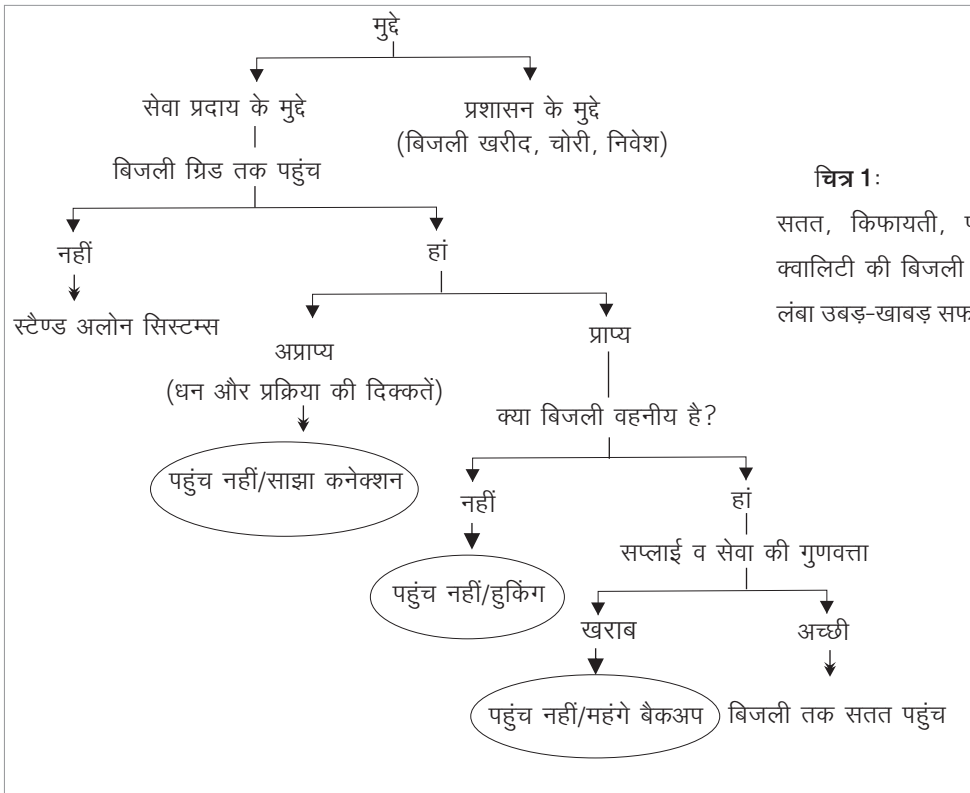 मुद्दे
सेवा प्रदाय के मुद्दे
प्रशासन के मुद्दे
(बिजली खरीद, चोरी, निवेश)
बिजली ग्रिड तक पहुंच
नहीं
हां
स्टैण्ड अलोन सिस्टम्स
अप्राप्य
(धन और प्रक्रिया की दिक्कतें)
प्राप्य
पहुंच नहीं/साझा कनेक्शन
क्या बिजली वहनीय है?
नहीं
हां
पहुंच नहीं/हुकिंग
सप्लाई व सेवा की गुणवत्ता
खराब
अच्छी
पहुंच नहीं/महंगे बैकअप
बिजली तक सतत पहुंच
चित्र 1:
सतत, किफायती,
क्वालिटी की बिजली
लंबा उबड़-खाबड़